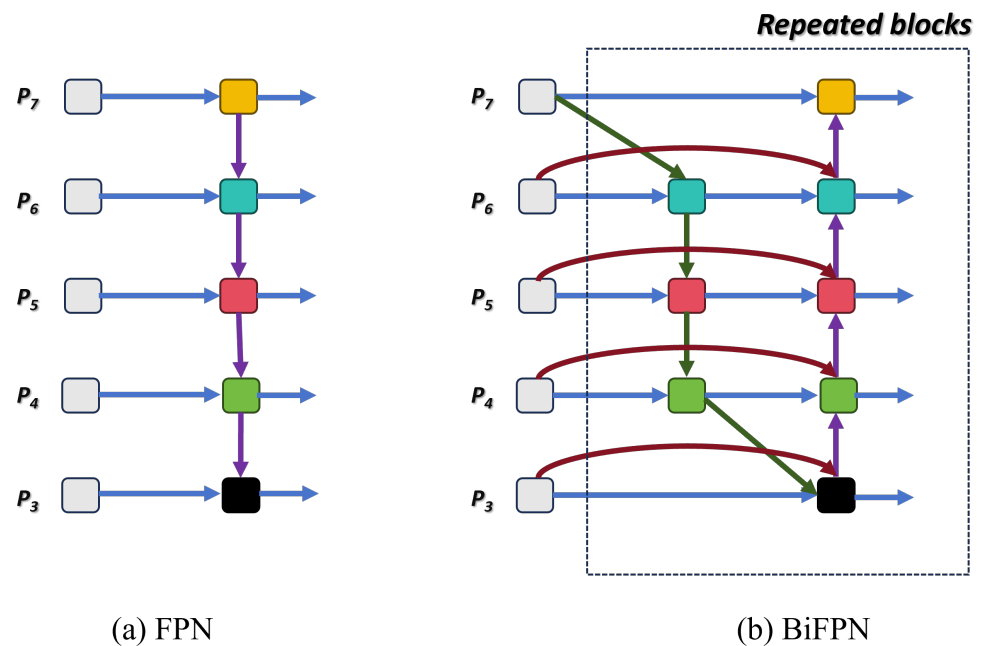 Repeated blocks
P7
P6
P5
P4
P3
P7
P6
P5
P4
P3
(a) FPN
(b) BiFPN